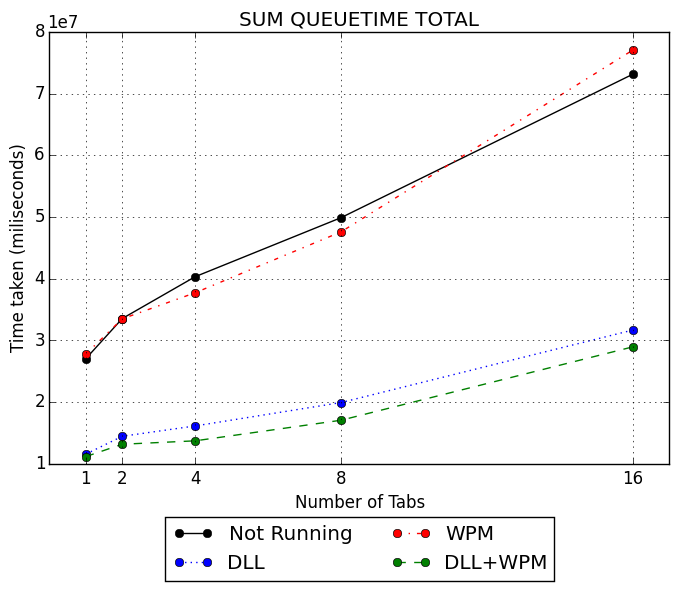 SUM QUEUETIME TOTAL
1e7
8
7
6
5
4
3
2
1
Time taken (miliseconds)
1 2 4 8 16
Number of Tabs
Not Running WPM
DLL DLL+WPM